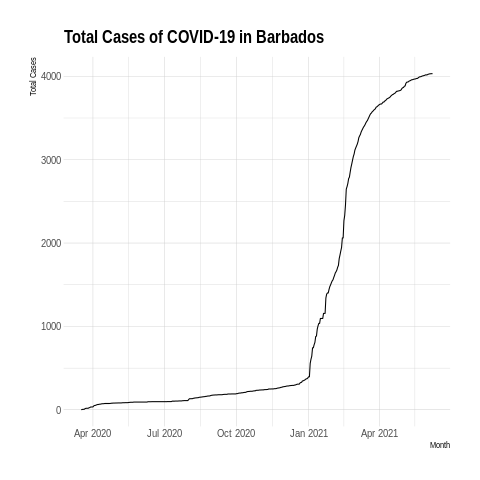 Total Cases of COVID-19 in Barbados
Total Cases
4000
3000
2000
1000
0
Apr 2020 Jul 2020 Oct 2020 Jan 2021 Apr 2021
Month